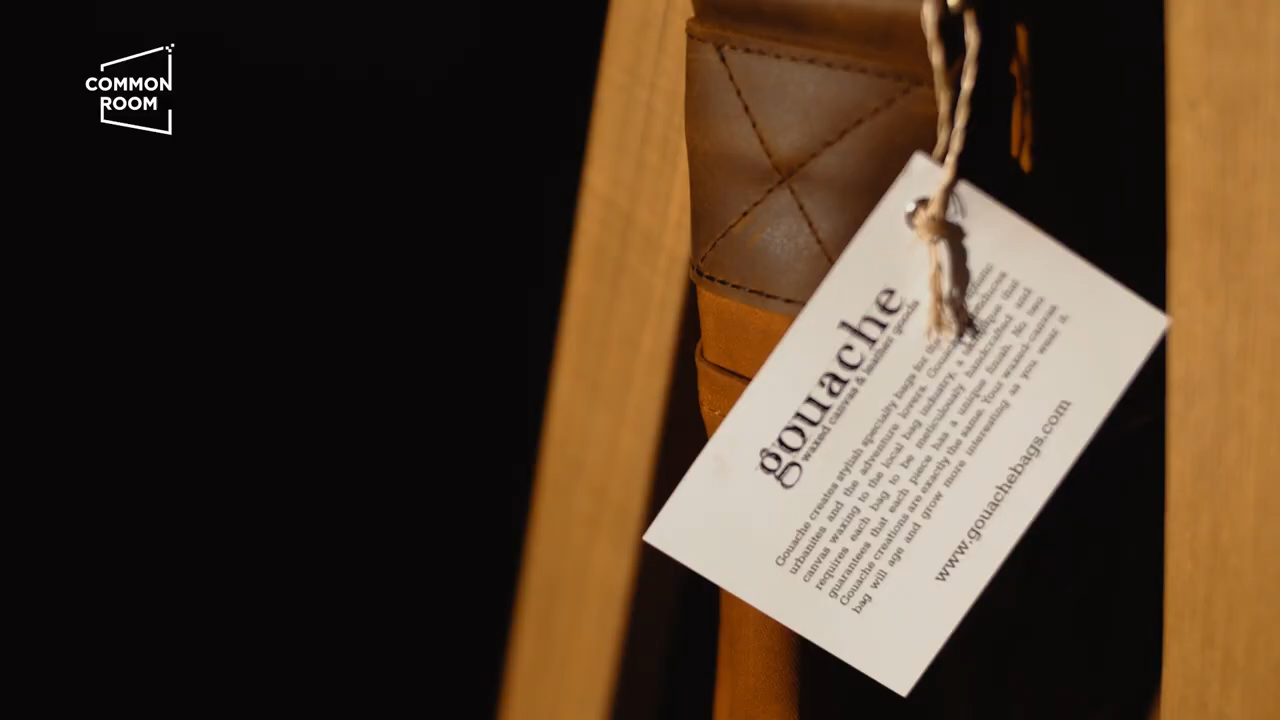 COMMON
ROOM
gouache
waxed canvas & leather goods
Gouache creates stylish specialty bags for the
urbanites and the adventure lovers.
canvas waxing to the local bag industry, a technique that
requires each bag to be meticulously handcrafted and
guarantees that each piece has a unique finish. No two
Gouache creations are exactly the same. Your waxed-canvas
bag will age and grow more interesting as you wear it.
www.gouachebags.com